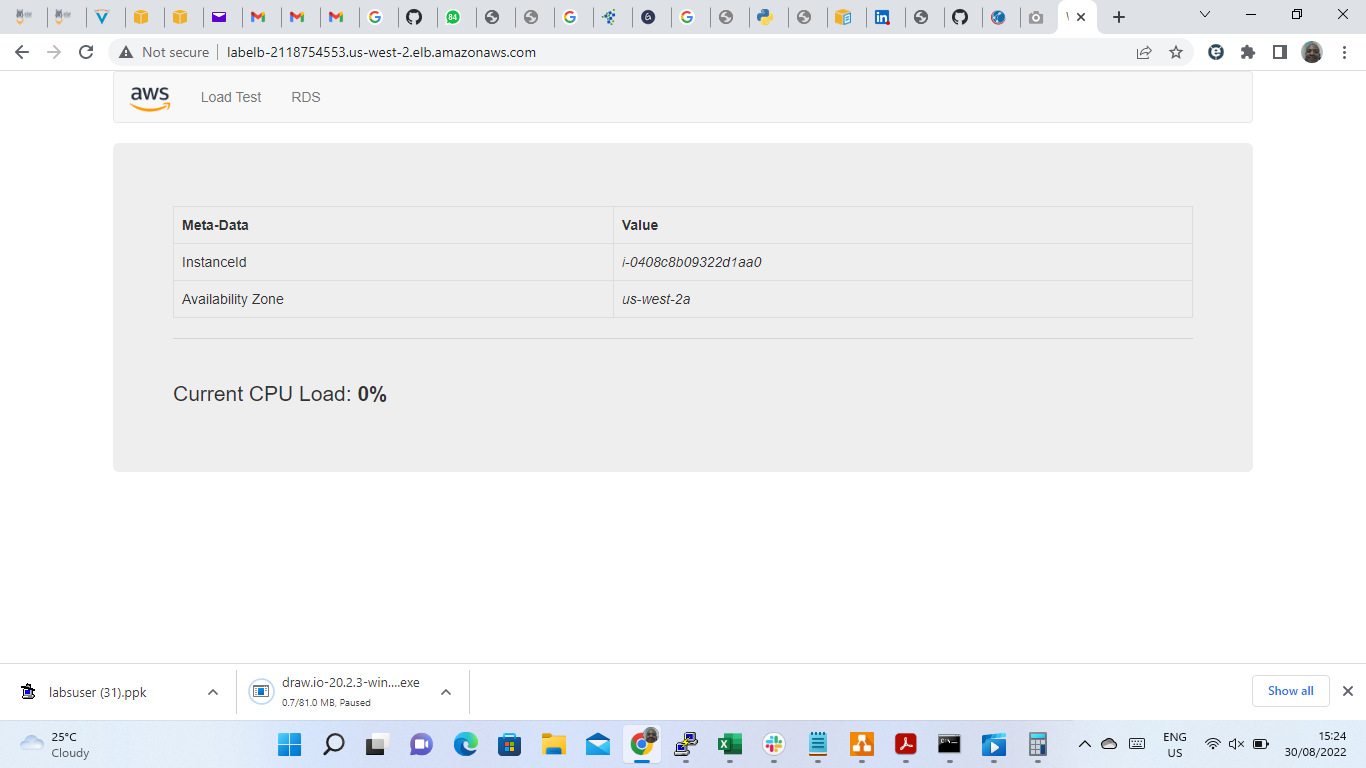 84
Not secure
labelb-2118754553.us-west-2.elb.amazonaws.com
aws
Load Test
RDS
Meta-Data
Value
InstanceId
i-0408c8b09322d1aa0
Availability Zone
us-west-2a
Current CPU Load: 0%
labsuser (31).ppk
draw.io-20.2.3-win....exe
0.7/81.0 MB, Paused
Show all
25°C
Cloudy
ENG
US
15:24
30/08/2022